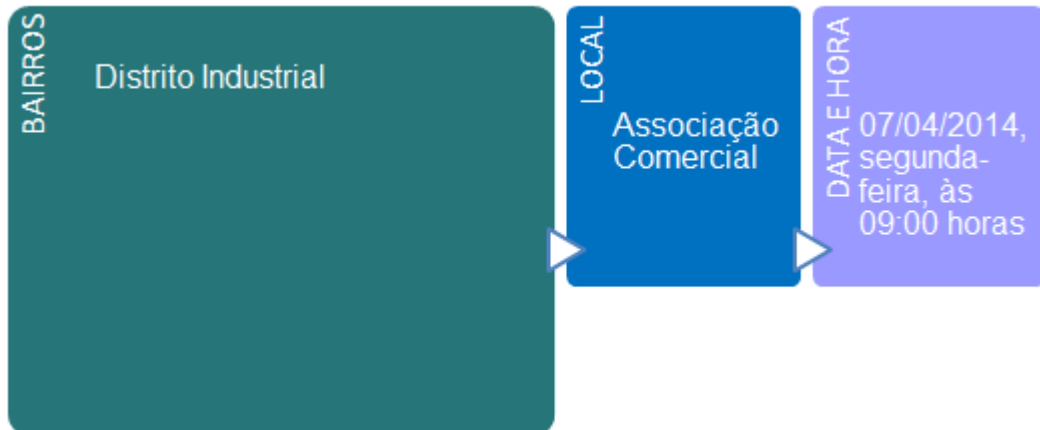 BAIRROS
Distrito Industrial
LOCAL
Associação
Comercial
DATA E HORA
07/04/2014,
segunda-
feira, às
09:00 horas